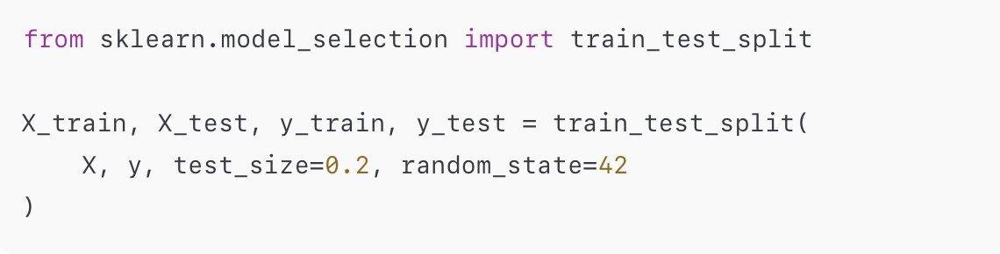 from sklearn.model_selection import train_test_split
X_train, X_test, y_train, y_test = train_test_split(
    X, y, test_size=0.2, random_state=42
)